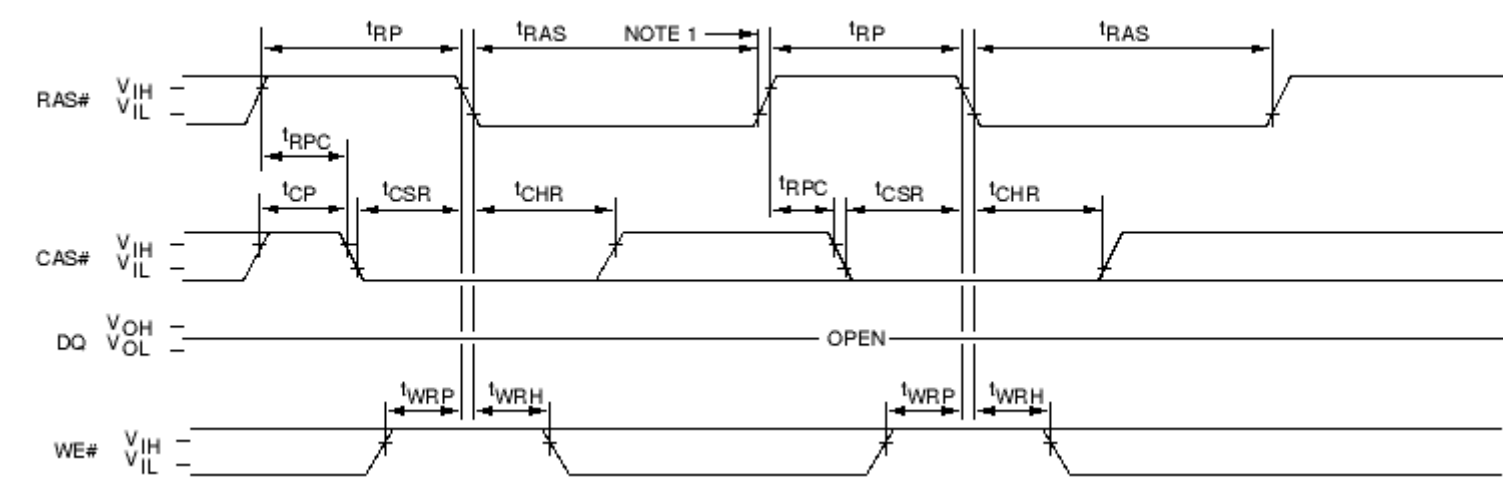 tRP tRAS NOTE 1 tRP tRAS
RAS# VIH
VIL
tRPC
tCP tCSR tCHR tRPC tCSR tCHR
CAS# VIH
VIL
DQ VOH
VOL OPEN
tWRP tWRH tWRP tWRH
WE# VIH
VIL